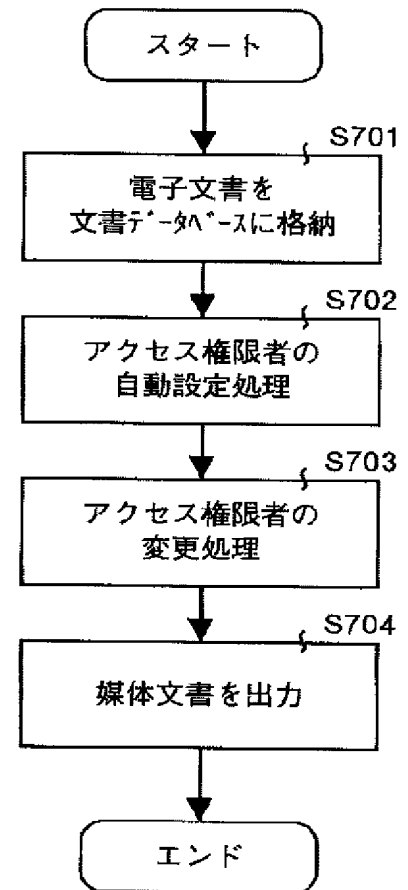 スタート
S701
電子文書を
文書ﾃﾞｰﾀﾍﾞｰｽに格納
S702
アクセス権限者の
自動設定処理
S703
アクセス権限者の
変更処理
S704
媒体文書を出力
エンド